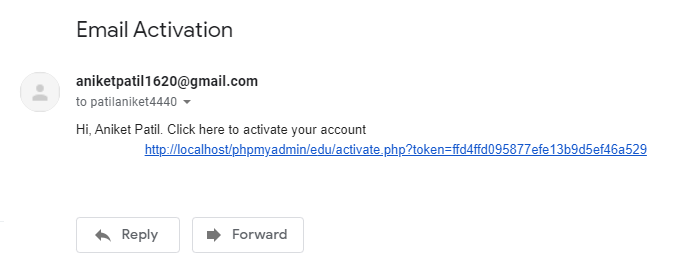 Email Activation
aniketpatil1620@gmail.com
to patilaniket4440
Hi, Aniket Patil. Click here to activate your account
http://localhost/phpmyadmin/edu/activate.php?token=ffd4ffd095877efe13b9d5ef46a529
Reply
Forward